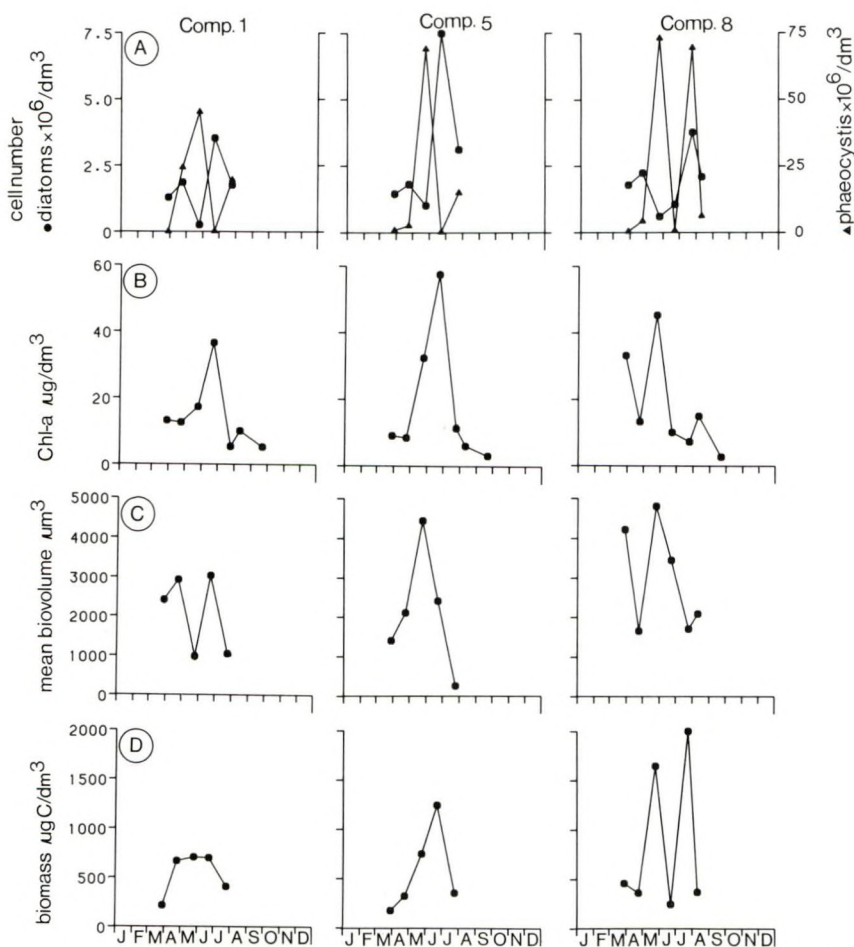 Comp. 1 Comp. 5 Comp. 8
A
7.5
5.0
2.5
0
75
50
25
0
cell number
●diatoms×10⁶/dm³
▲phaeocystis×10⁶/dm³
B
60
40
20
0
Chl-a µg/dm³
C
5000
4000
3000
2000
1000
0
mean biovolume µm³
D
2000
1500
1000
500
0
biomass µgC/dm³
J F M A M J J A S O N D J F M A M J J A S O N D J F M A M J J A S O N D